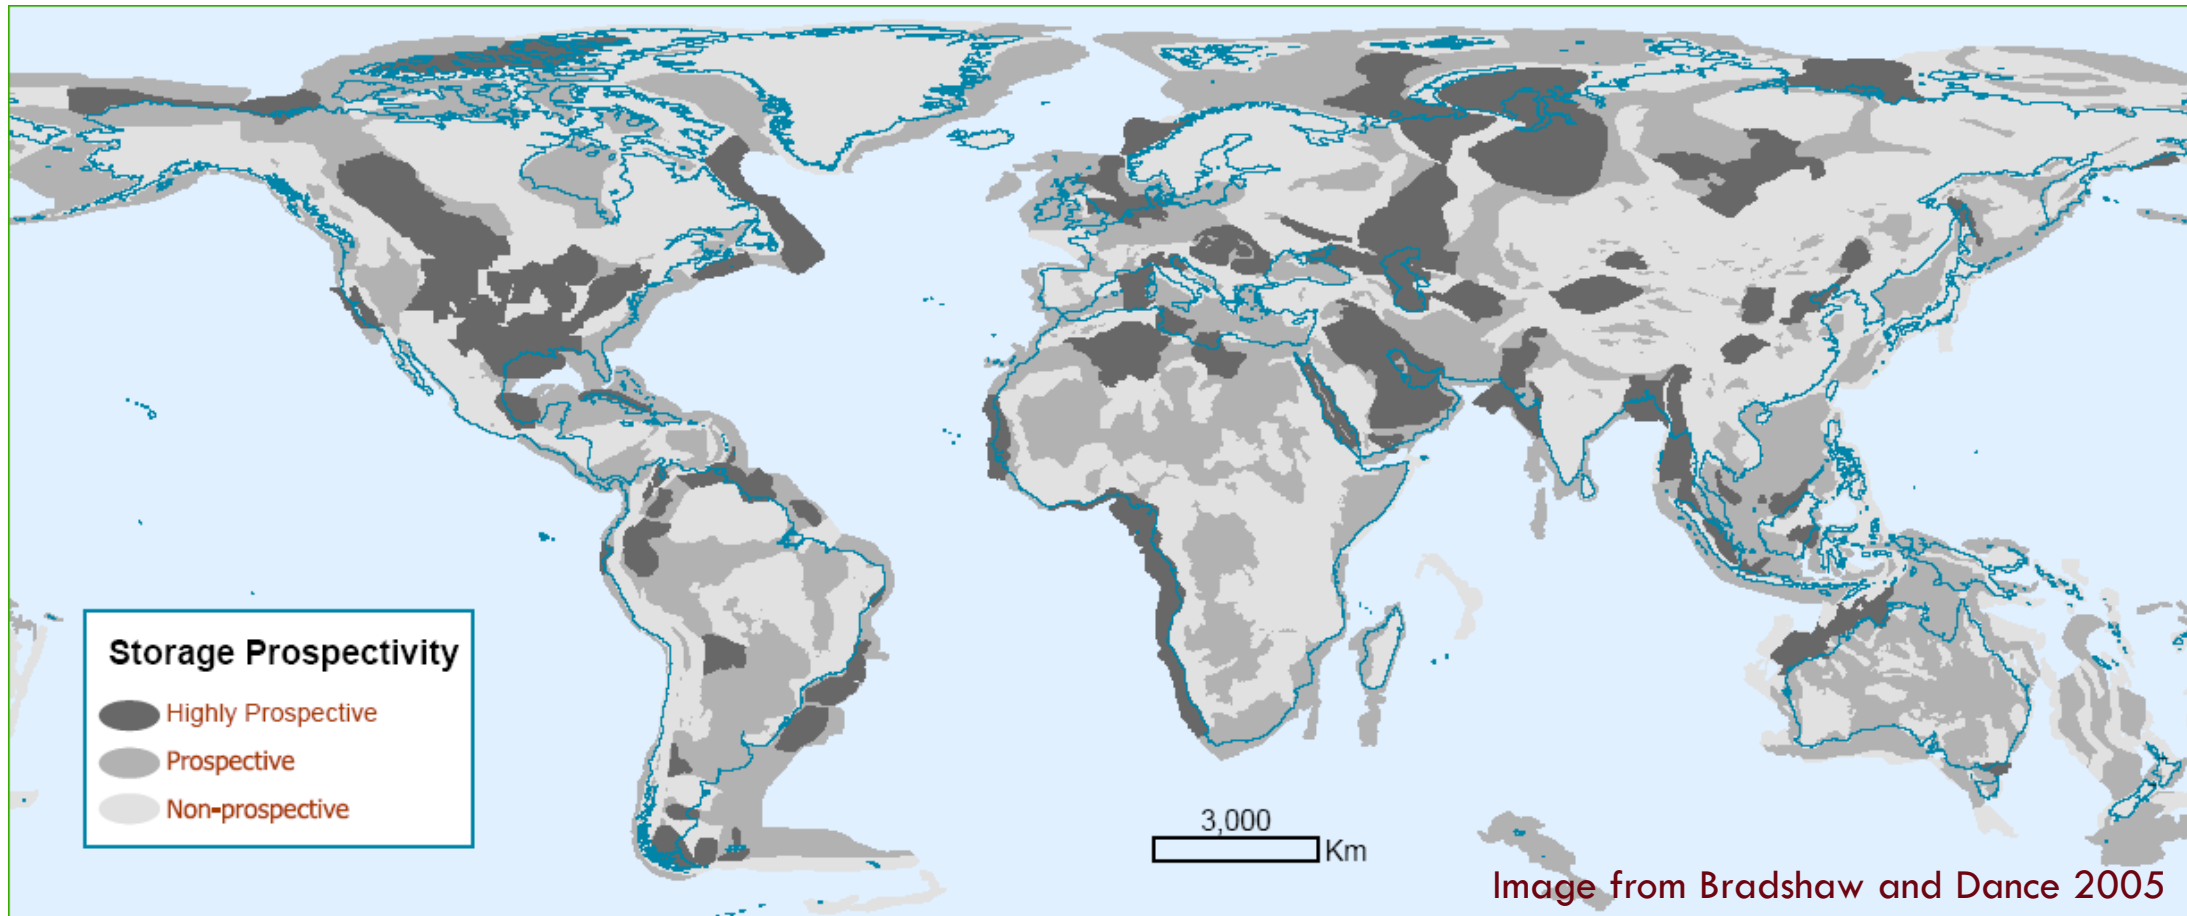 Storage Prospectivity
Highly Prospective
Prospective
Non-prospective
3,000
Km
Image from Bradshaw and Dance 2005